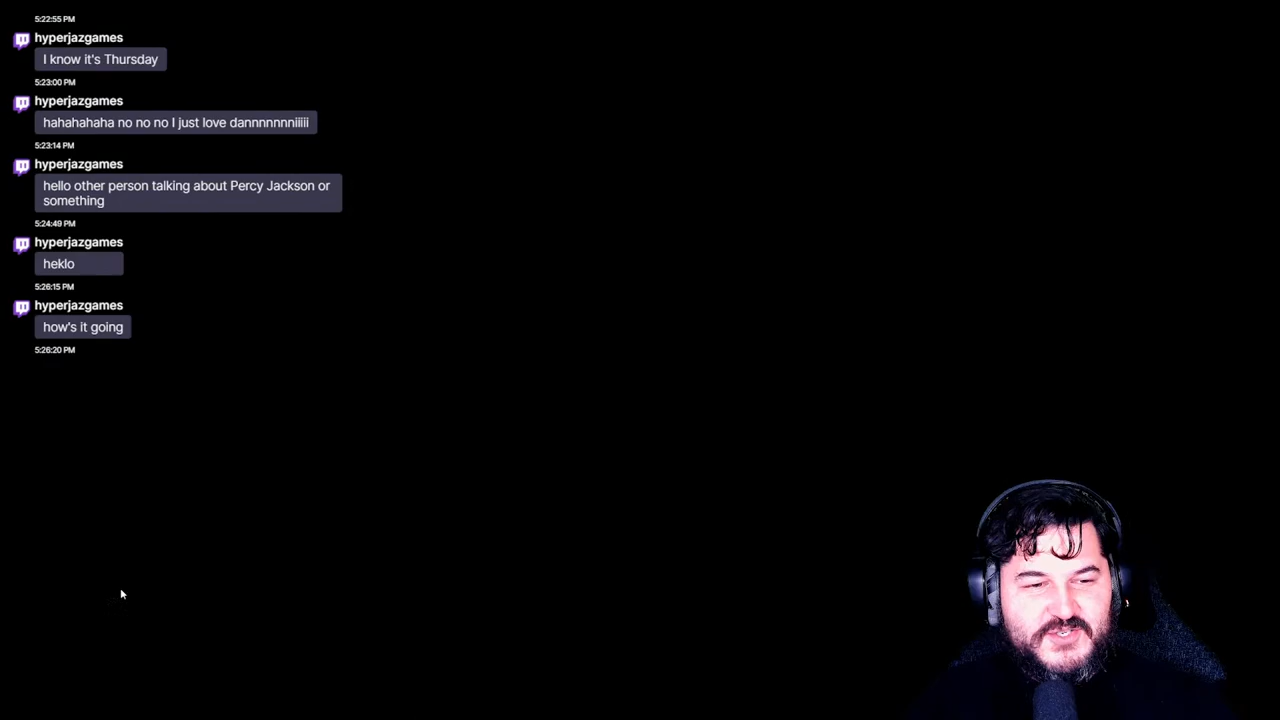 5:22:55 PM
hyperjazgames
I know it's Thursday
5:23:00 PM
hyperjazgames
hahahahaha no no no I just love dannnnnnniiiii
5:23:14 PM
hyperjazgames
hello other person talking about Percy Jackson or
something
5:24:49 PM
hyperjazgames
heklo
5:26:15 PM
hyperjazgames
how's it going
5:26:20 PM